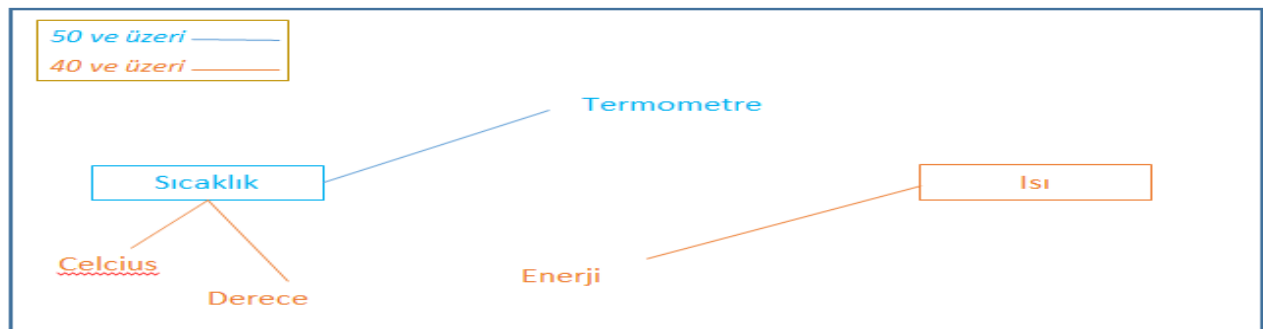 50 ve üzeri
40 ve üzeri
Termometre
Sıcaklık
Isı
Celcius
Enerji
Derece